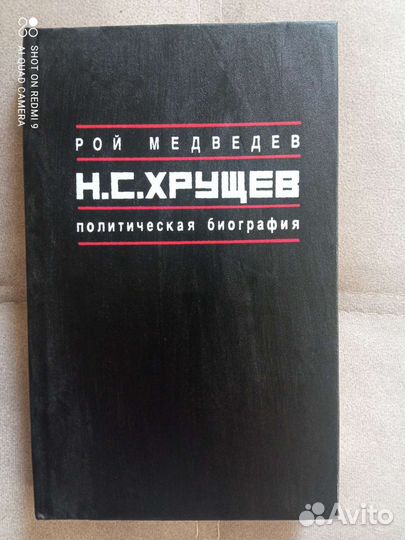 SHOT ON REDMI 9
AI QUAD CAMERA
РОЙ МЕДВЕДЕВ
Н.С.ХРУЩЕВ
политическая биография
Avito